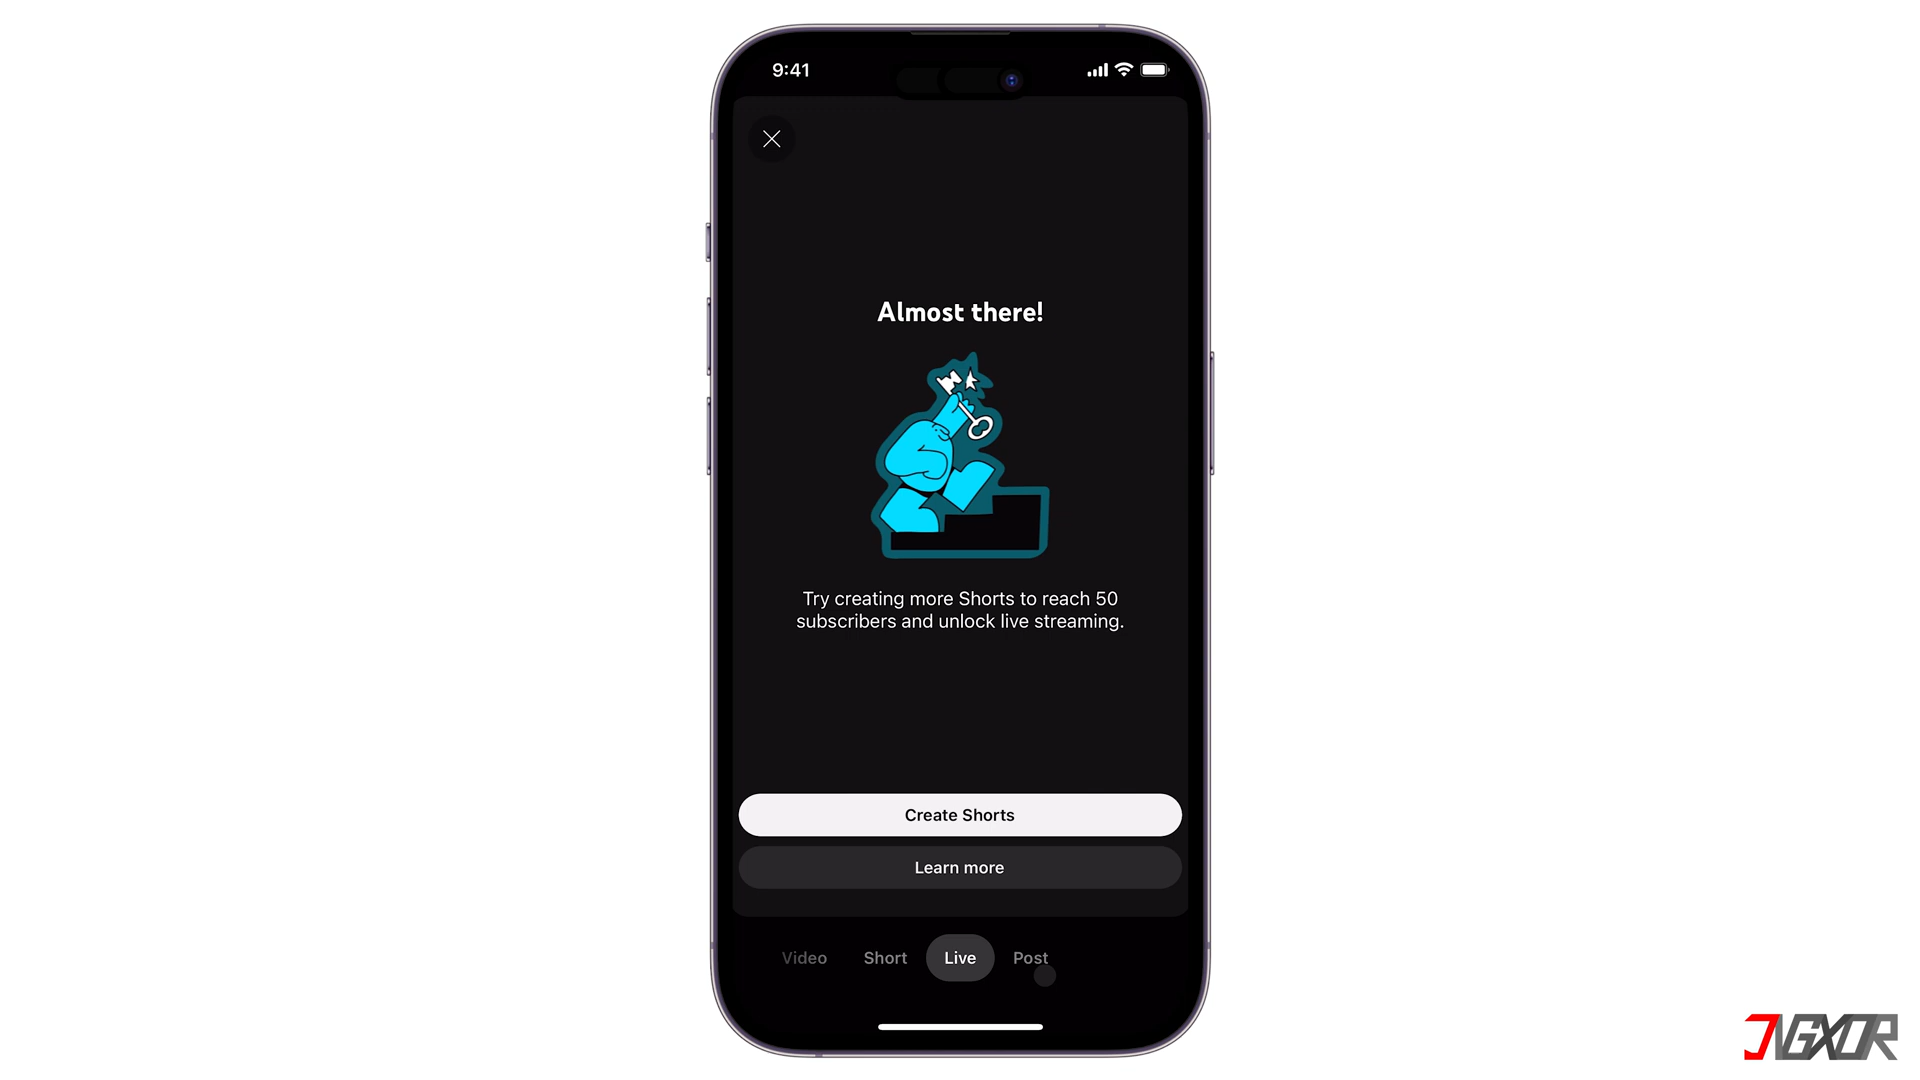 9:41
Almost there!
Try creating more Shorts to reach 50
subscribers and unlock live streaming.
Create Shorts
Learn more
Video Short Live Post
JVGXOR